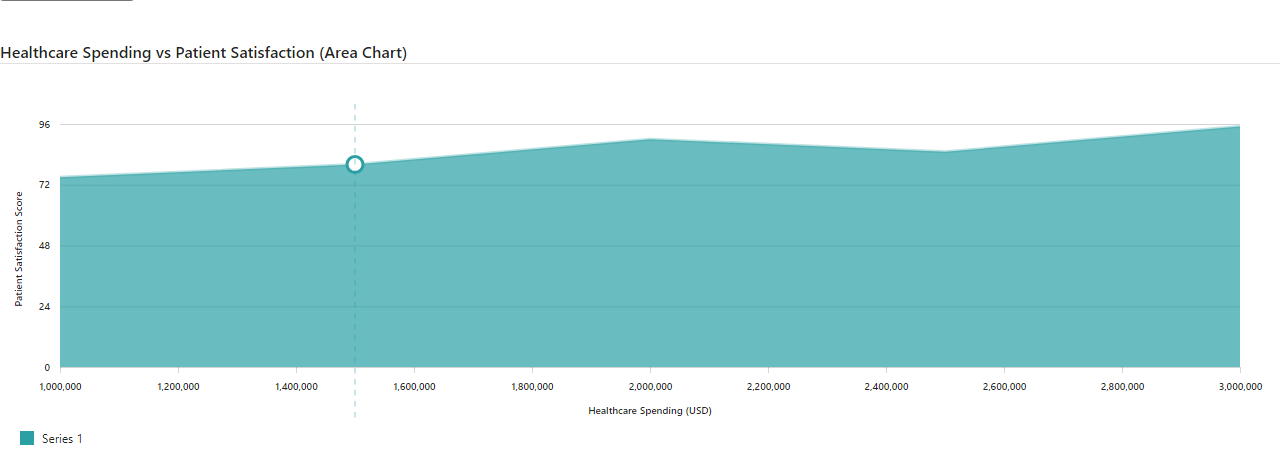 Healthcare Spending vs Patient Satisfaction (Area Chart)
96
72
48
24
0
Patient Satisfaction Score
1,000,000 1,200,000 1,400,000 1,600,000 1,800,000 2,000,000 2,200,000 2,400,000 2,600,000 2,800,000 3,000,000
Healthcare Spending (USD)
Series 1